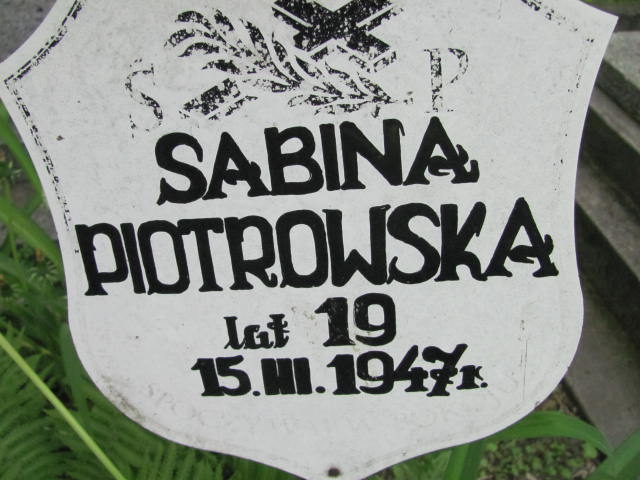 S P
SABINA
PIOTROWSKA
lat 19
15.III.1947r.